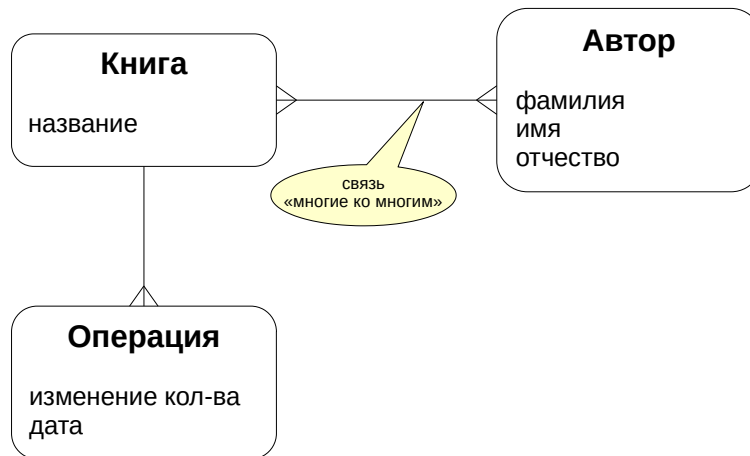 Книга
название
Автор
фамилия
имя
отчество
связь
«многие ко многим»
Операция
изменение кол-ва
дата